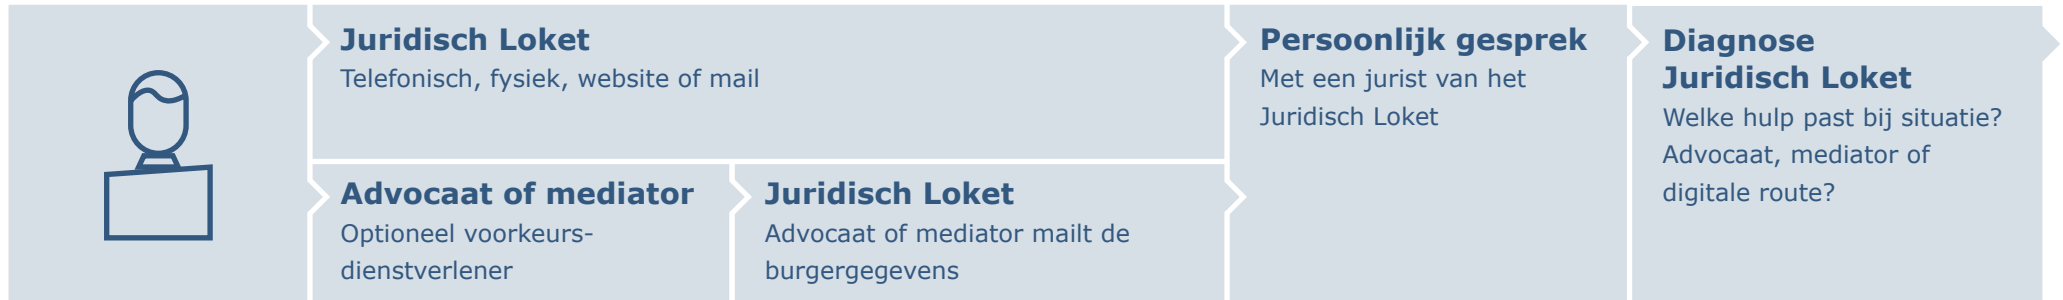 Juridisch Loket
Telefonisch, fysiek, website of mail
Advocaat of mediator
Optioneel voorkeurs-
dienstverlener
Juridisch Loket
Advocaat of mediator mailt de
burgergegevens
Persoonlijk gesprek
Met een jurist van het
Juridisch Loket
Diagnose
Juridisch Loket
Welke hulp past bij situatie?
Advocaat, mediator of
digitale route?